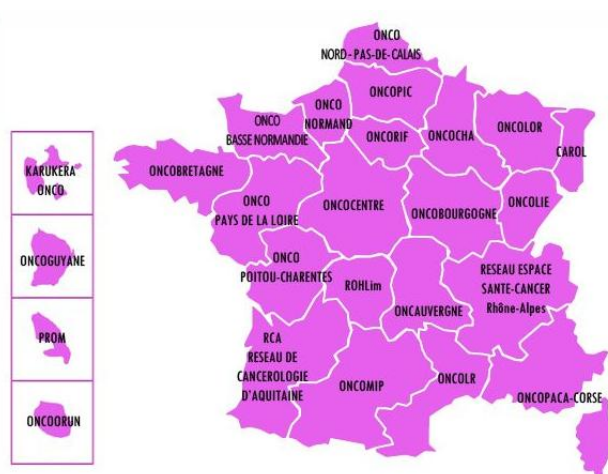 ONCO
NORD-PAS-DE-CALAIS
ONCOPIC
ONCO
NORMAND
ONCO
BASSE NORMANDIE
ONCORIF
ONCOCHA
ONCOLOR
CAROL
KARUKERA
ONCO
ONCOBRETAGNE
ONCO
PAYS DE LA LOIRE
ONCOCENTRE
ONCOBOURGOGNE
ONCOLIE
ONCOGUYANE
ONCO
POITOU-CHARENTES
ROHLim
ONCAUVERGNE
RESEAU ESPACE
SANTE-CANCER
Rhône-Alpes
PROM
RCA
RESEAU DE
CANCEROLOGIE
D'AQUITAINE
ONCOMIP
ONCOLR
ONCOPACA-CORSE
ONCOORUN